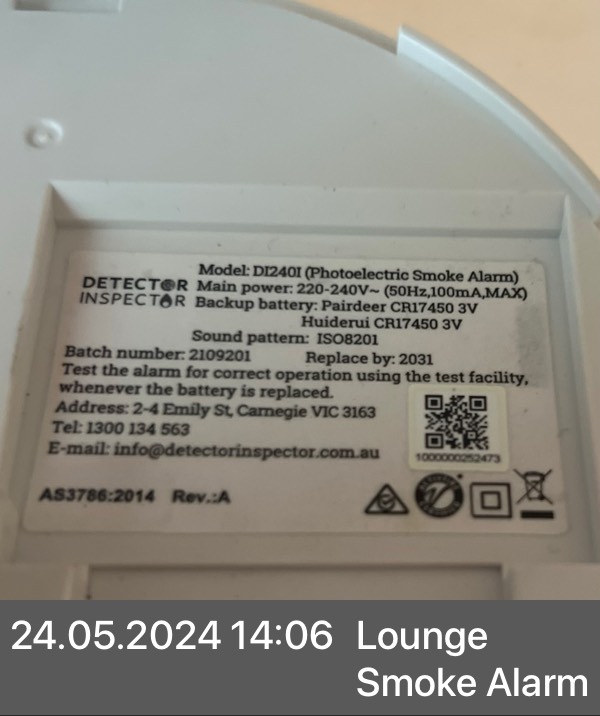 DETECTOR
INSPECTOR
Model: DI240I (Photoelectric Smoke Alarm)
Main power: 220-240V~ (50Hz,100mA,MAX)
Backup battery: Pairdeer CR17450 3V
Huiderui CR17450 3V
Sound pattern: ISO8201
Batch number: 2109201 Replace by: 2031
Test the alarm for correct operation using the test facility,
whenever the battery is replaced.
Address: 2-4 Emily St, Carnegie VIC 3163
Tel: 1300 134 563
E-mail: info@detectorinspector.com.au
1000000252473
AS3786:2014 Rev.:A
24.05.2024 14:06 Lounge
Smoke Alarm